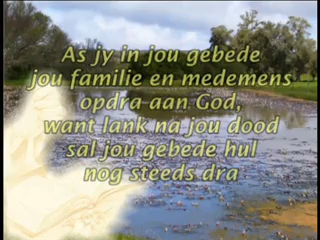 As jy in jou gebede
jou familie en medemens
opdra aan God,
want lank na jou dood
sal jou gebede hul
nog steeds dra